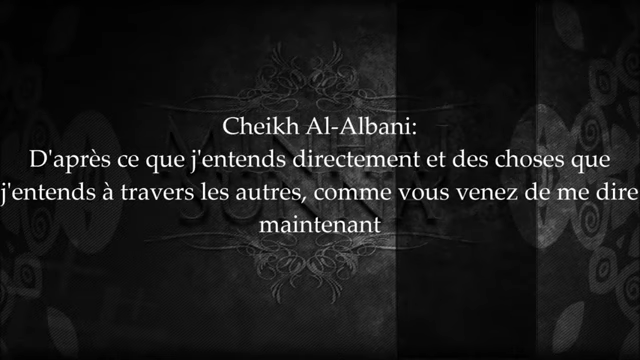 Cheikh Al-Albani:
D'après ce que j'entends directement et des choses que
j'entends à travers les autres, comme vous venez de me dire
maintenant